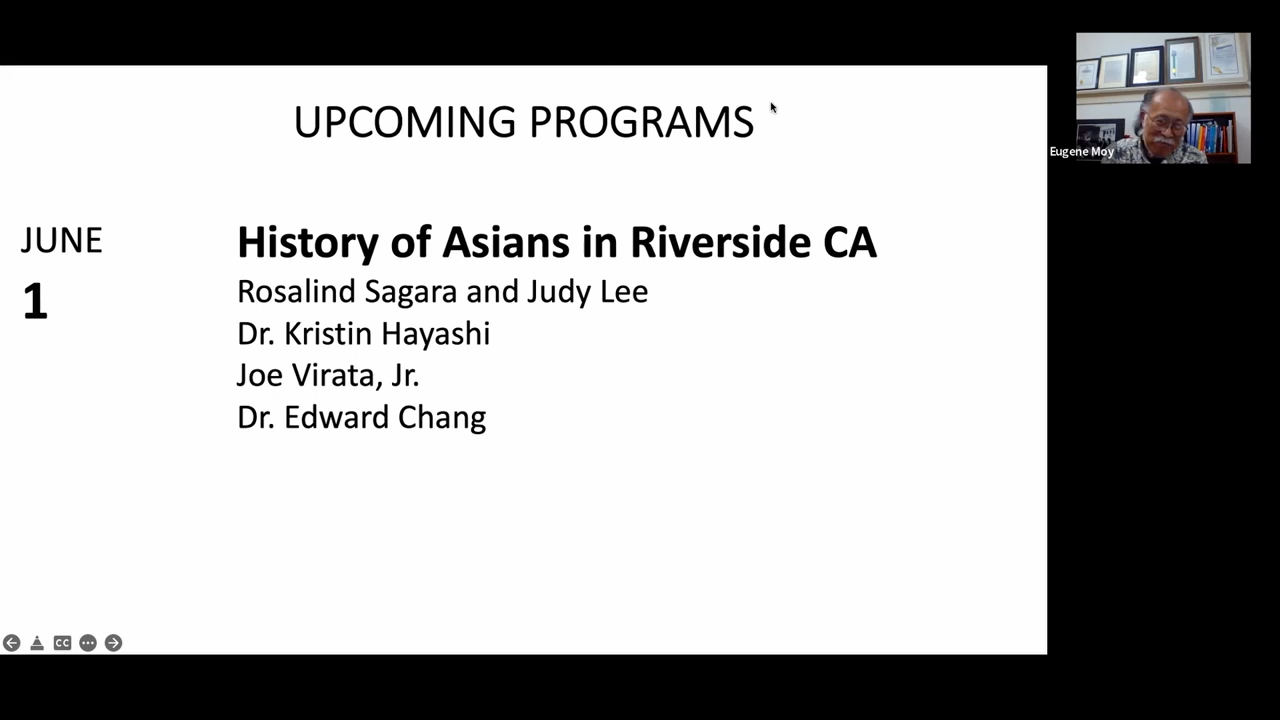 UPCOMING PROGRAMS
JUNE
1
History of Asians in Riverside CA
Rosalind Sagara and Judy Lee
Dr. Kristin Hayashi
Joe Virata, Jr.
Dr. Edward Chang
Eugene Moy
CC